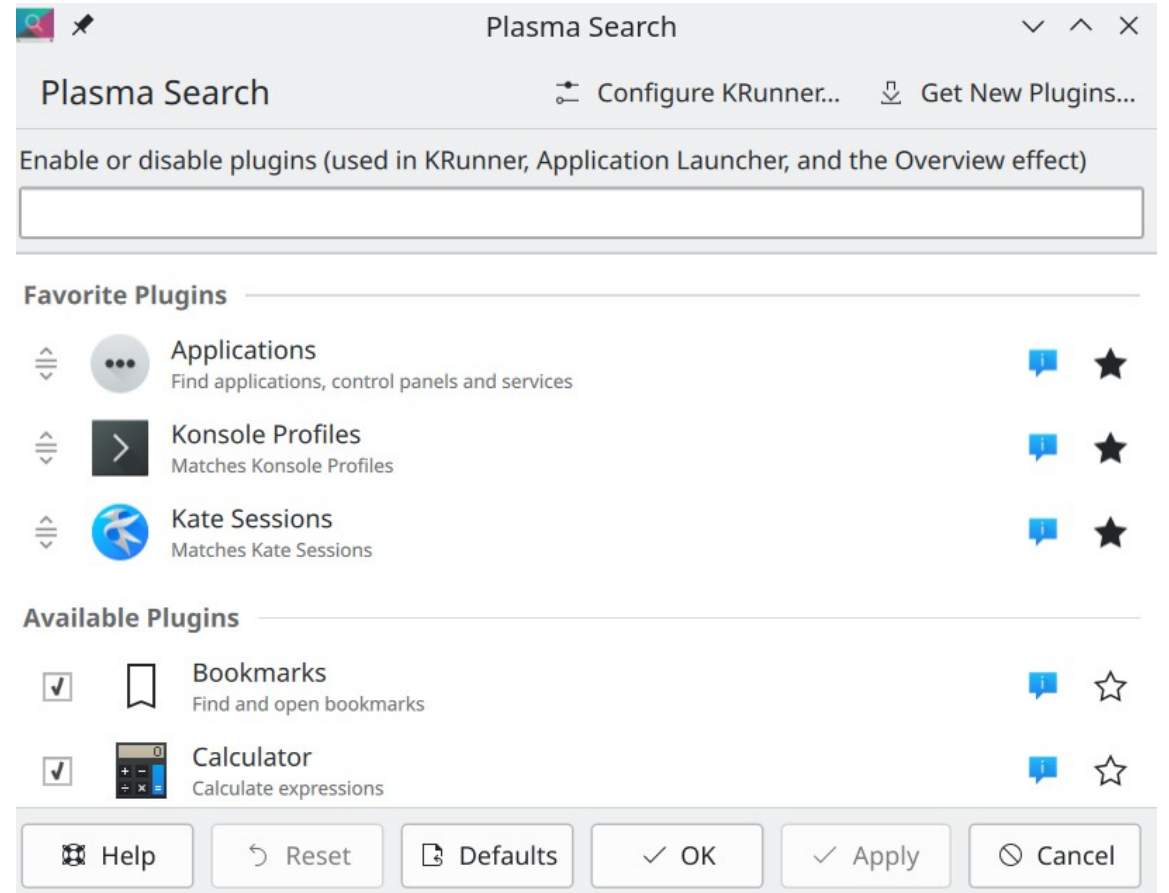 Plasma Search
Plasma Search
Configure KRunner...
Get New Plugins...
Enable or disable plugins (used in KRunner, Application Launcher, and the Overview effect)
Favorite Plugins
Applications
Find applications, control panels and services
Konsole Profiles
Matches Konsole Profiles
Kate Sessions
Matches Kate Sessions
Available Plugins
Bookmarks
Find and open bookmarks
Calculator
Calculate expressions
Help
Reset
Defaults
OK
Apply
Cancel